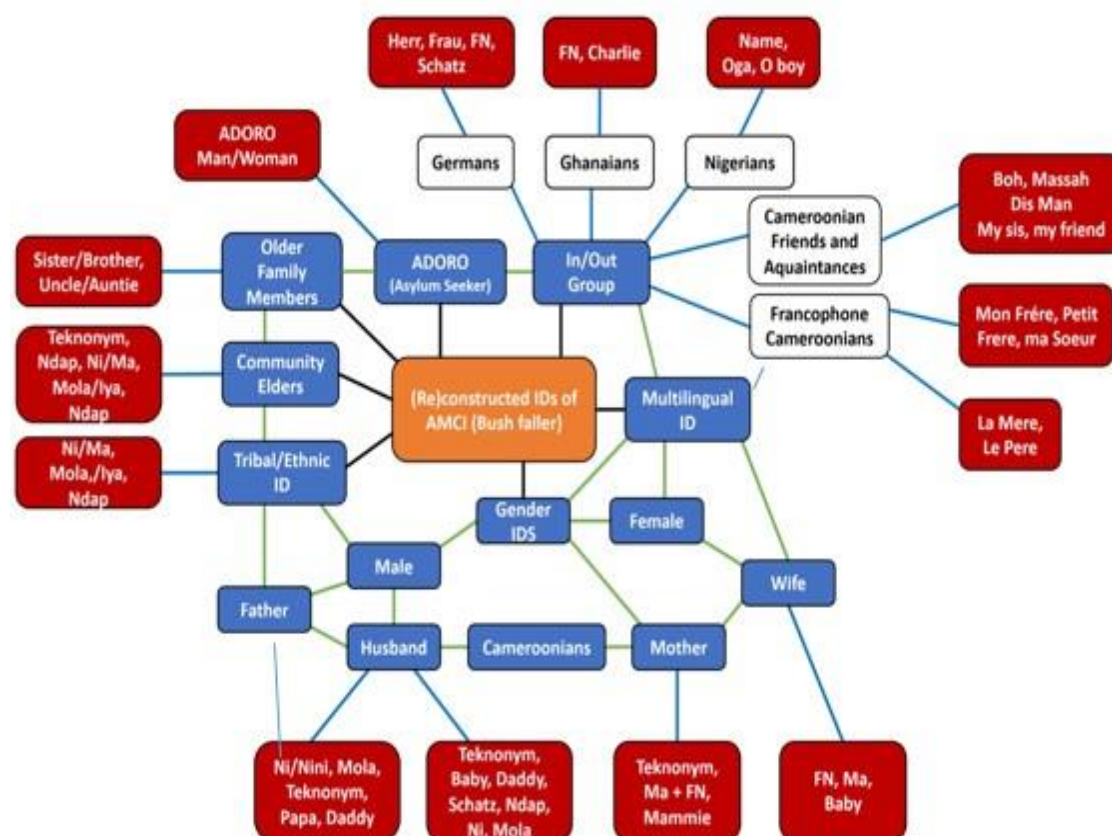 Herr, Frau, FN,
Schatz
FN, Charlie
Name,
Oga, O boy
ADORO
Man/Woman
Germans
Ghanaians
Nigerians
Boh, Massah
Dis Man
My sis, my friend
Cameroonian
Friends and
Aquaintances
Sister/Brother,
Uncle/Auntie
Older
Family
Members
ADORO
(Asylum Seeker)
In/Out
Group
Francophone
Cameroonians
Mon Frére, Petit
Frere, ma Soeur
Teknonym,
Ndap, Ni/Ma,
Mola/Iya,
Ndap
Community
Elders
(Re)constructed IDs of
AMCI (Bush faller)
Multilingual
ID
La Mere,
Le Pere
Ni/Ma,
Mola,/Iya,
Ndap
Tribal/Ethnic
ID
Gender
IDS
Female
Male
Wife
Father
Husband
Cameroonians
Mother
Ni/Nini, Mola,
Teknonym,
Papa, Daddy
Teknonym,
Baby, Daddy,
Schatz, Ndap,
Ni, Mola
Teknonym,
Ma + FN,
Mammie
FN, Ma,
Baby